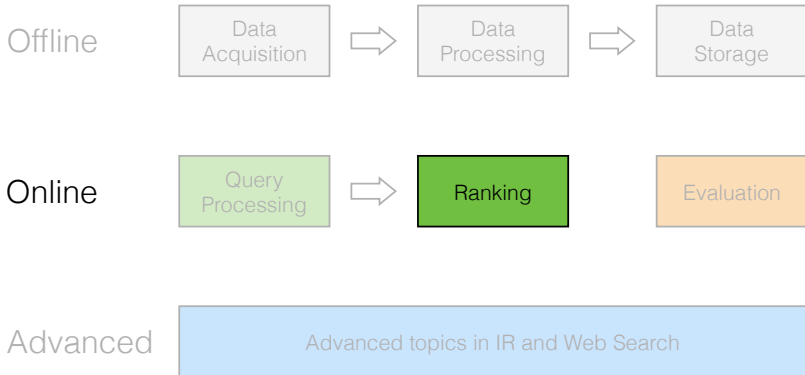 Offline
Data
Acquisition
Data
Processing
Data
Storage
Online
Query
Processing
Ranking
Evaluation
Advanced
Advanced topics in IR and Web Search